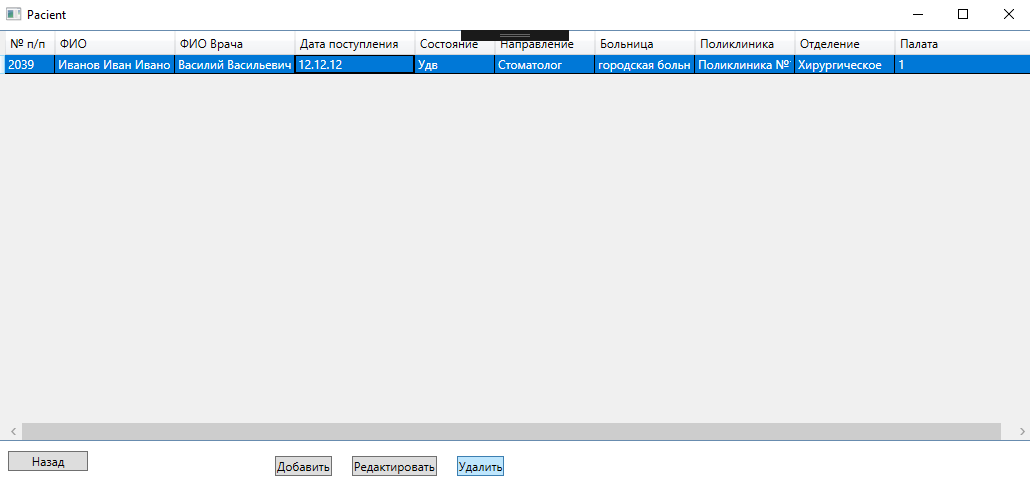 Pacient
№ п/п ФИО ФИО Врача Дата поступления Состояние Направление Больница Поликлиника Отделение Палата
2039 Иванов Иван Ивано Василий Васильевич 12.12.12 Удв Стоматолог городская больн Поликлиника № Хирургическое 1
Назад Добавить Редактировать Удалить